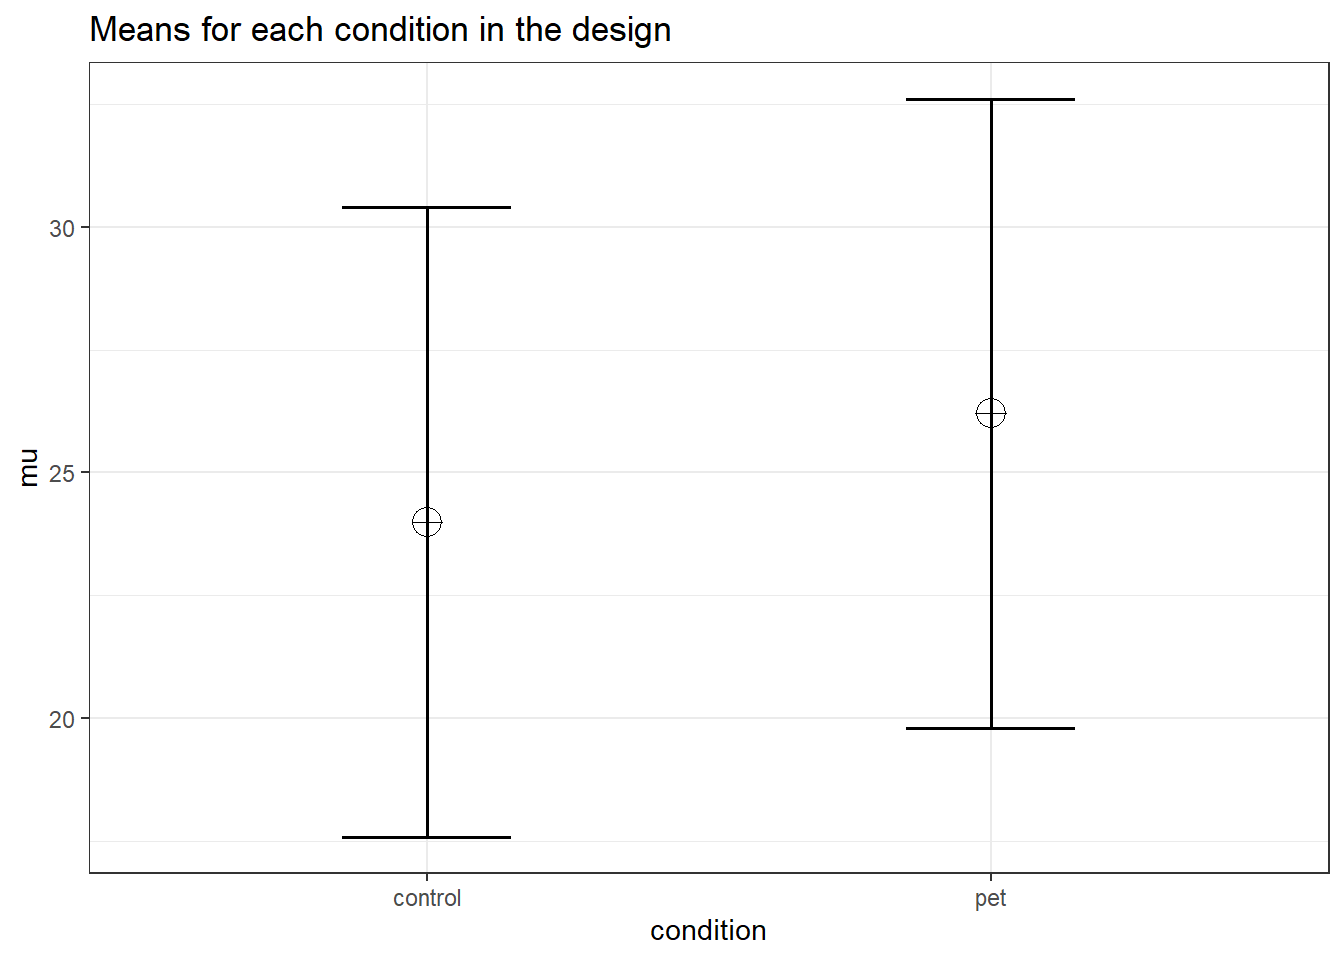 Means for each condition in the design
mu
30
25
20
control
pet
condition